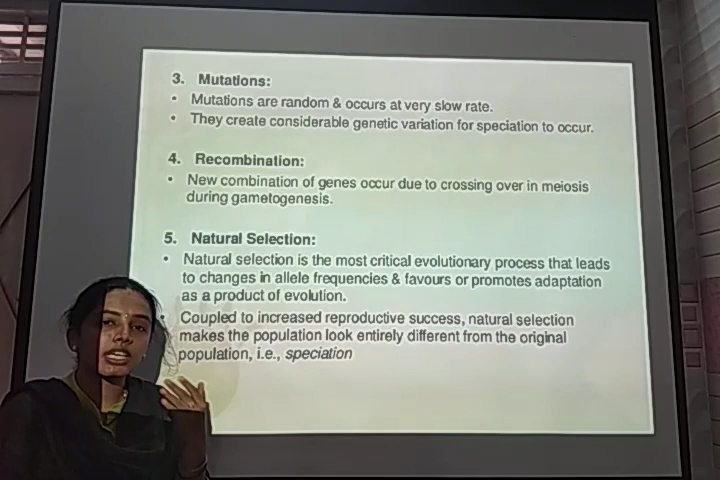 3. Mutations:
• Mutations are random & occurs at very slow rate.
• They create considerable genetic variation for speciation to occur.
4. Recombination:
• New combination of genes occur due to crossing over in meiosis
during gametogenesis.
5. Natural Selection:
• Natural selection is the most critical evolutionary process that leads
to changes in allele frequencies & favours or promotes adaptation
as a product of evolution.
Coupled to increased reproductive success, natural selection
makes the population look entirely different from the original
population, i.e., speciation